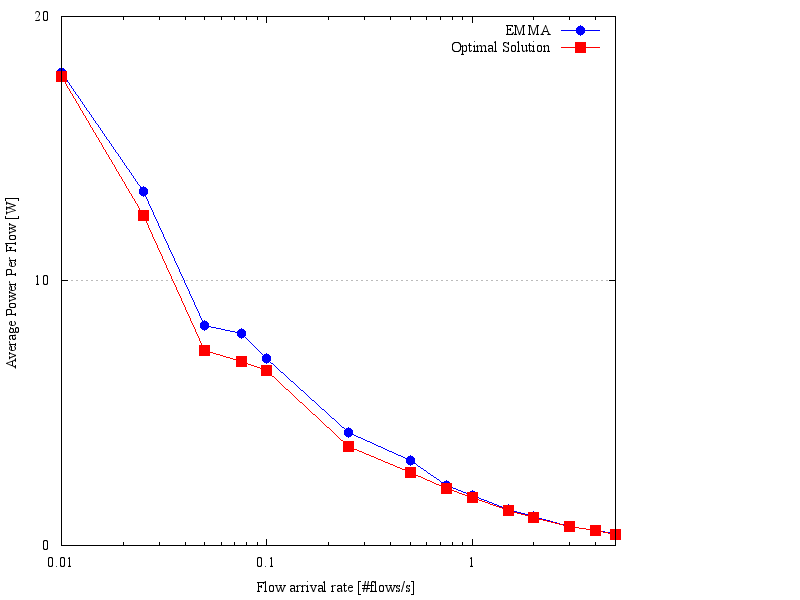 20
EMMA
Optimal Solution
Average Power Per Flow [W]
10
0
0.01
0.1
1
Flow arrival rate [#flows/s]